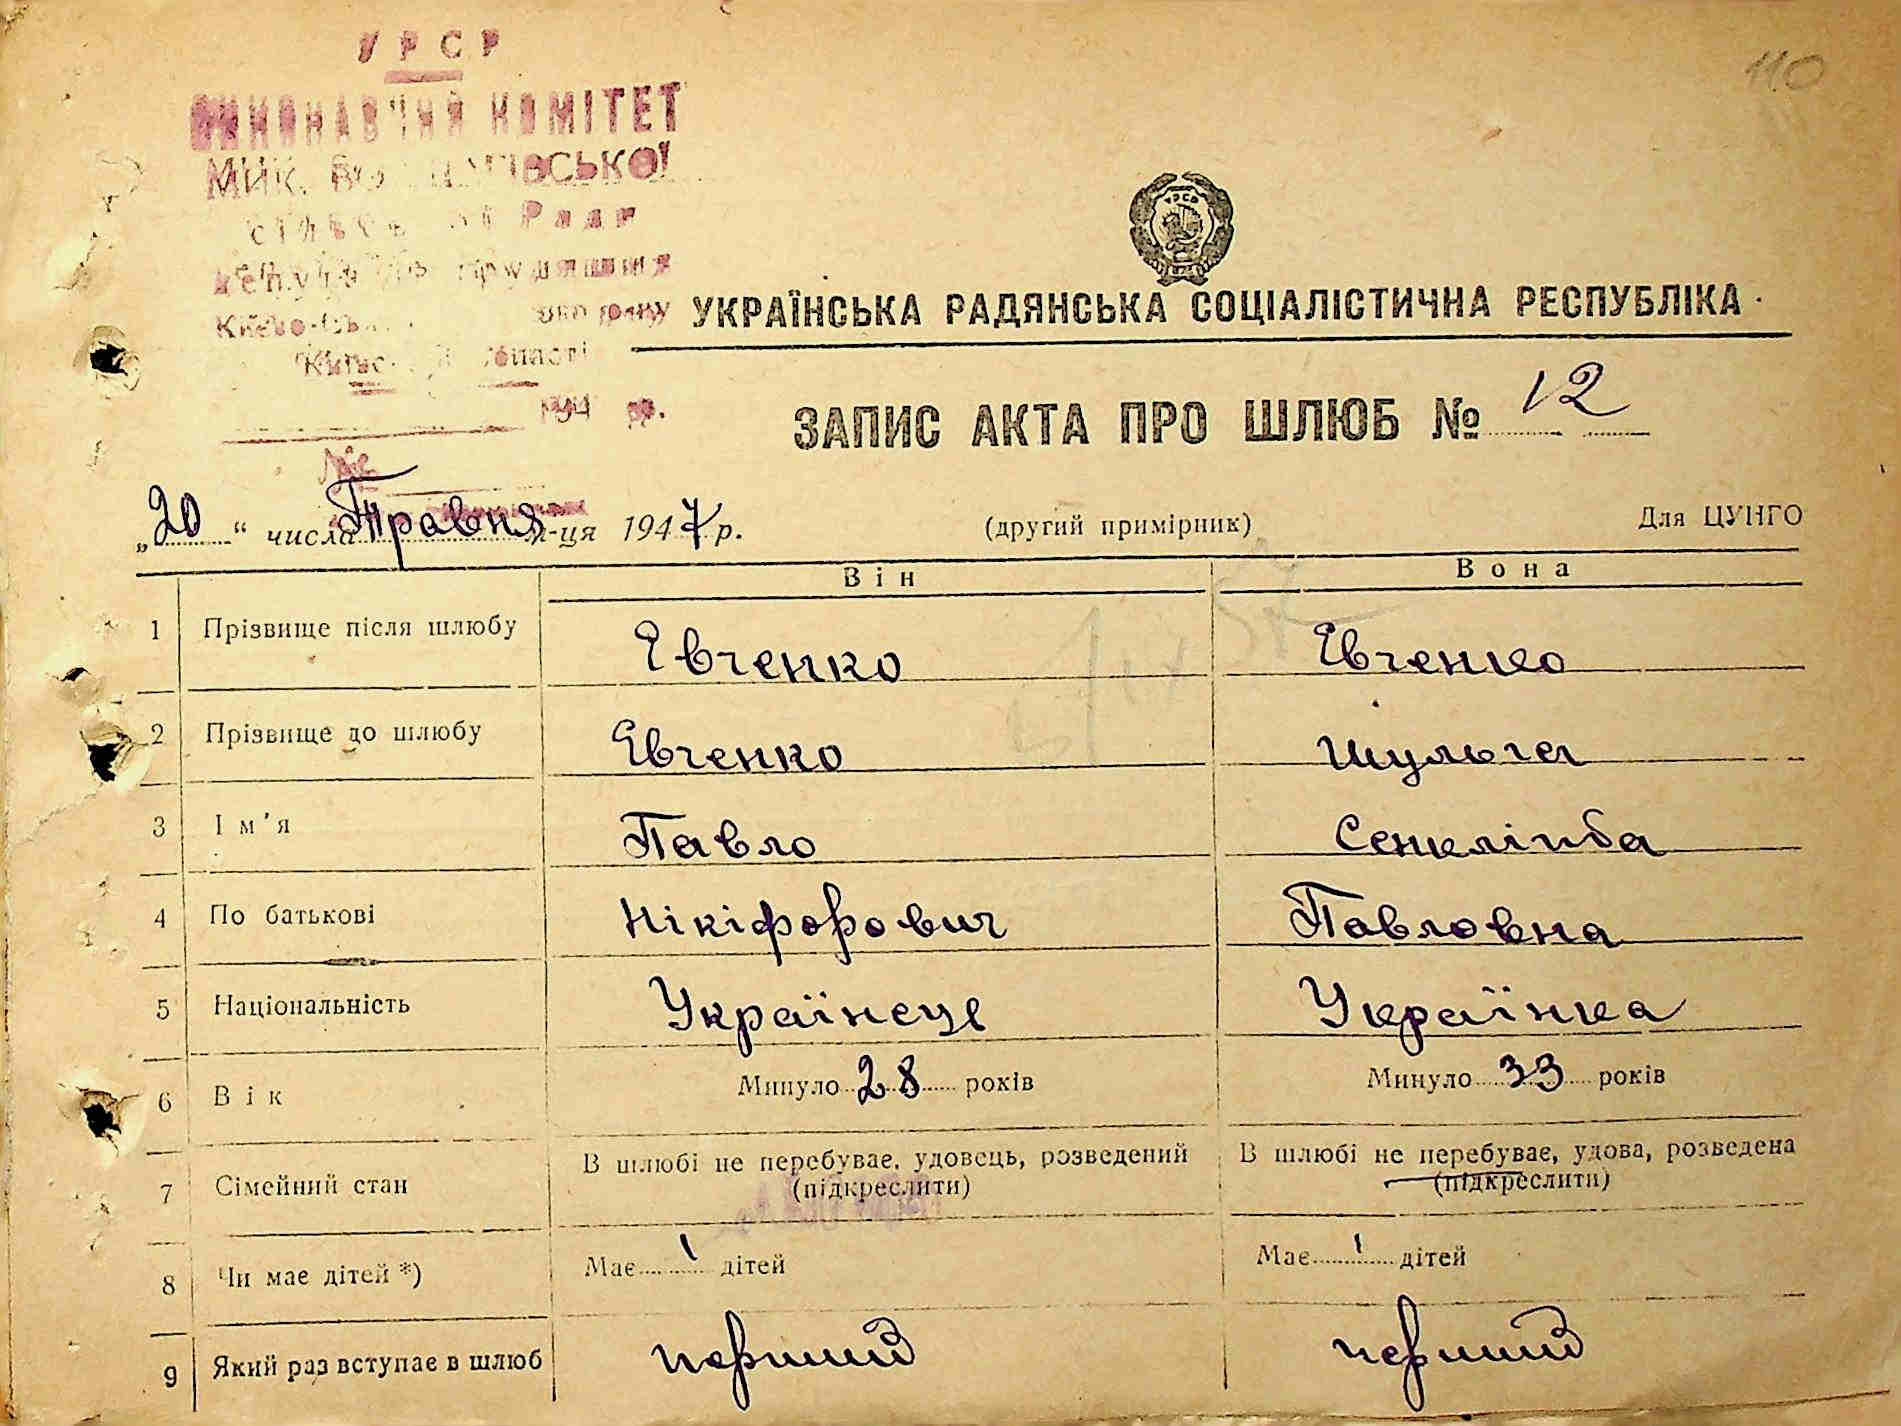 УРСР
110
ВИКОНАВЧИЙ КОМІТЕТ
МИК.
Ради
УКРАЇНСЬКА РАДЯНСЬКА СОЦІАЛІСТИЧНА РЕСПУБЛІКА
194 р.
ЗАПИС АКТА ПРО ШЛЮБ № 12
„20“ числа Травня м-ця 1947 р.
(другий примірник)
Для ЦУНГО
Він Вона
1 Прізвище після шлюбу Євченко Євченко
2 Прізвище до шлюбу Євченко Шульга
3 Ім'я Павло
4 По батькові Нікіфорович Павловна
5 Національність Українець Українка
6 Вік Минуло 28 років Минуло 33 років
7 Сімейний стан В шлюбі не перебуває, удовець, розведений (підкреслити) В шлюбі не перебуває, удова, розведена (підкреслити)
8 Чи має дітей *) Має 1 дітей Має 1 дітей
9 Який раз вступає в шлюб перший перший